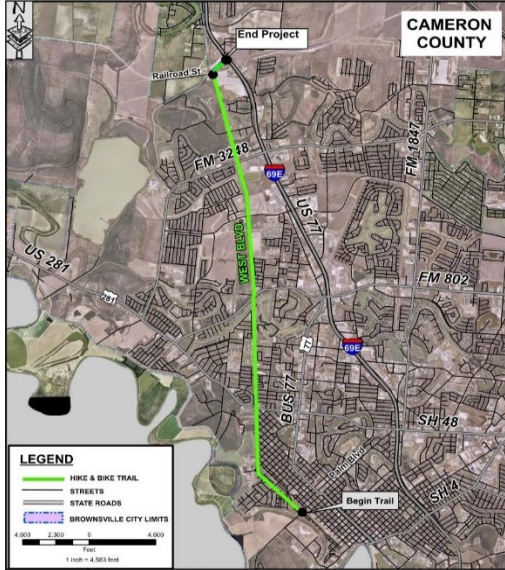 N
End Project
CAMERON
COUNTY
Railroad St.
FM 3248
FM 1847
69E
US 77
WEST BLVD.
US 281
281
FM 802
77
69E
BUS 77
SH 48
Palm Blvd
SH 4
Begin Trail
LEGEND
HIKE & BIKE TRAIL
STREETS
STATE ROADS
BROWNSVILLE CITY LIMITS
4,000 2,000 0 4,000
Feet
1 inch = 4,583 feet